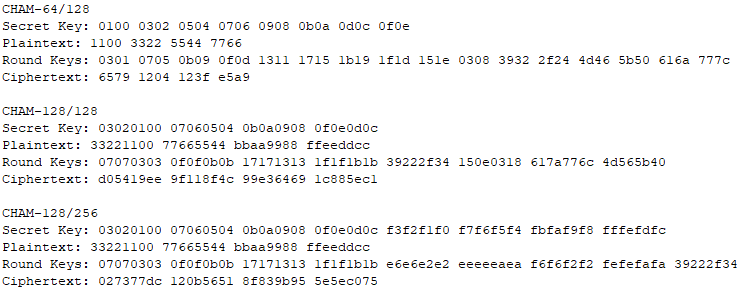 CHAM-64/128
Secret Key: 0100 0302 0504 0706 0908 0b0a 0d0c 0f0e
Plaintext: 1100 3322 5544 7766
Round Keys: 0301 0705 0b09 0f0d 1311 1715 1b19 1f1d 151e 0308 3932 2f24 4d46 5b50 616a 777c
Ciphertext: 6579 1204 123f e5a9
CHAM-128/128
Secret Key: 03020100 07060504 0b0a0908 0f0e0d0c
Plaintext: 33221100 77665544 bbaa9988 ffeeddcc
Round Keys: 07070303 0f0f0b0b 17171313 1f1f1b1b 39222f34 150e0318 617a776c 4d565b40
Ciphertext: d05419ee 9f118f4c 99e36469 1c885ec1
CHAM-128/256
Secret Key: 03020100 07060504 0b0a0908 0f0e0d0c f3f2f1f0 f7f6f5f4 fbfaf9f8 fffefdfc
Plaintext: 33221100 77665544 bbaa9988 ffeeddcc
Round Keys: 07070303 0f0f0b0b 17171313 1f1f1b1b e6e6e2e2 eeeeeaea f6f6f2f2 fefefafa 39222f34
Ciphertext: 027377dc 120b5651 8f839b95 5e5ec075